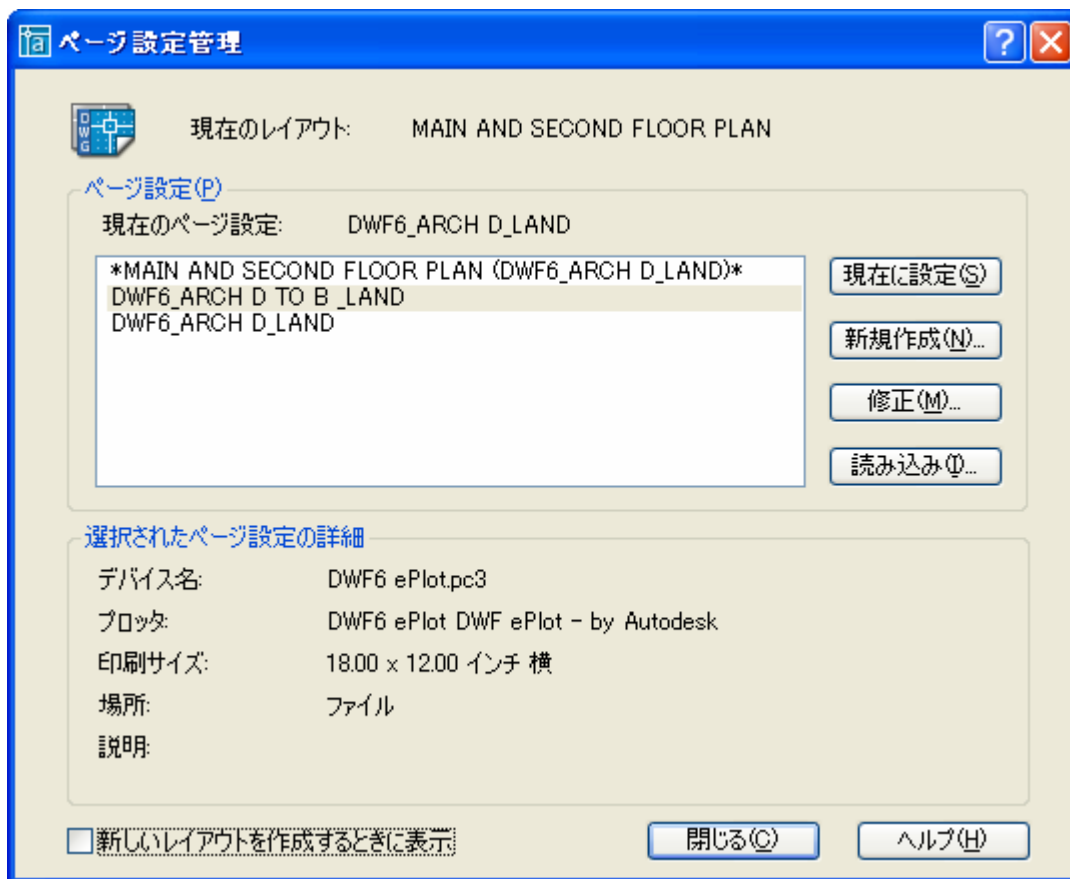 ページ設定管理
現在のレイアウト: MAIN AND SECOND FLOOR PLAN
ページ設定(P)
現在のページ設定: DWF6_ARCH D_LAND
*MAIN AND SECOND FLOOR PLAN (DWF6_ARCH D_LAND)*
DWF6_ARCH D TO B _LAND
DWF6_ARCH D_LAND
現在に設定(S)
新規作成(N)...
修正(M)...
読み込み(I)...
選択されたページ設定の詳細
デバイス名: DWF6 ePlot.pc3
プロッタ: DWF6 ePlot DWF ePlot - by Autodesk
印刷サイズ: 18.00 x 12.00 インチ 横
場所: ファイル
説明:
新しいレイアウトを作成するときに表示
閉じる(C)
ヘルプ(H)